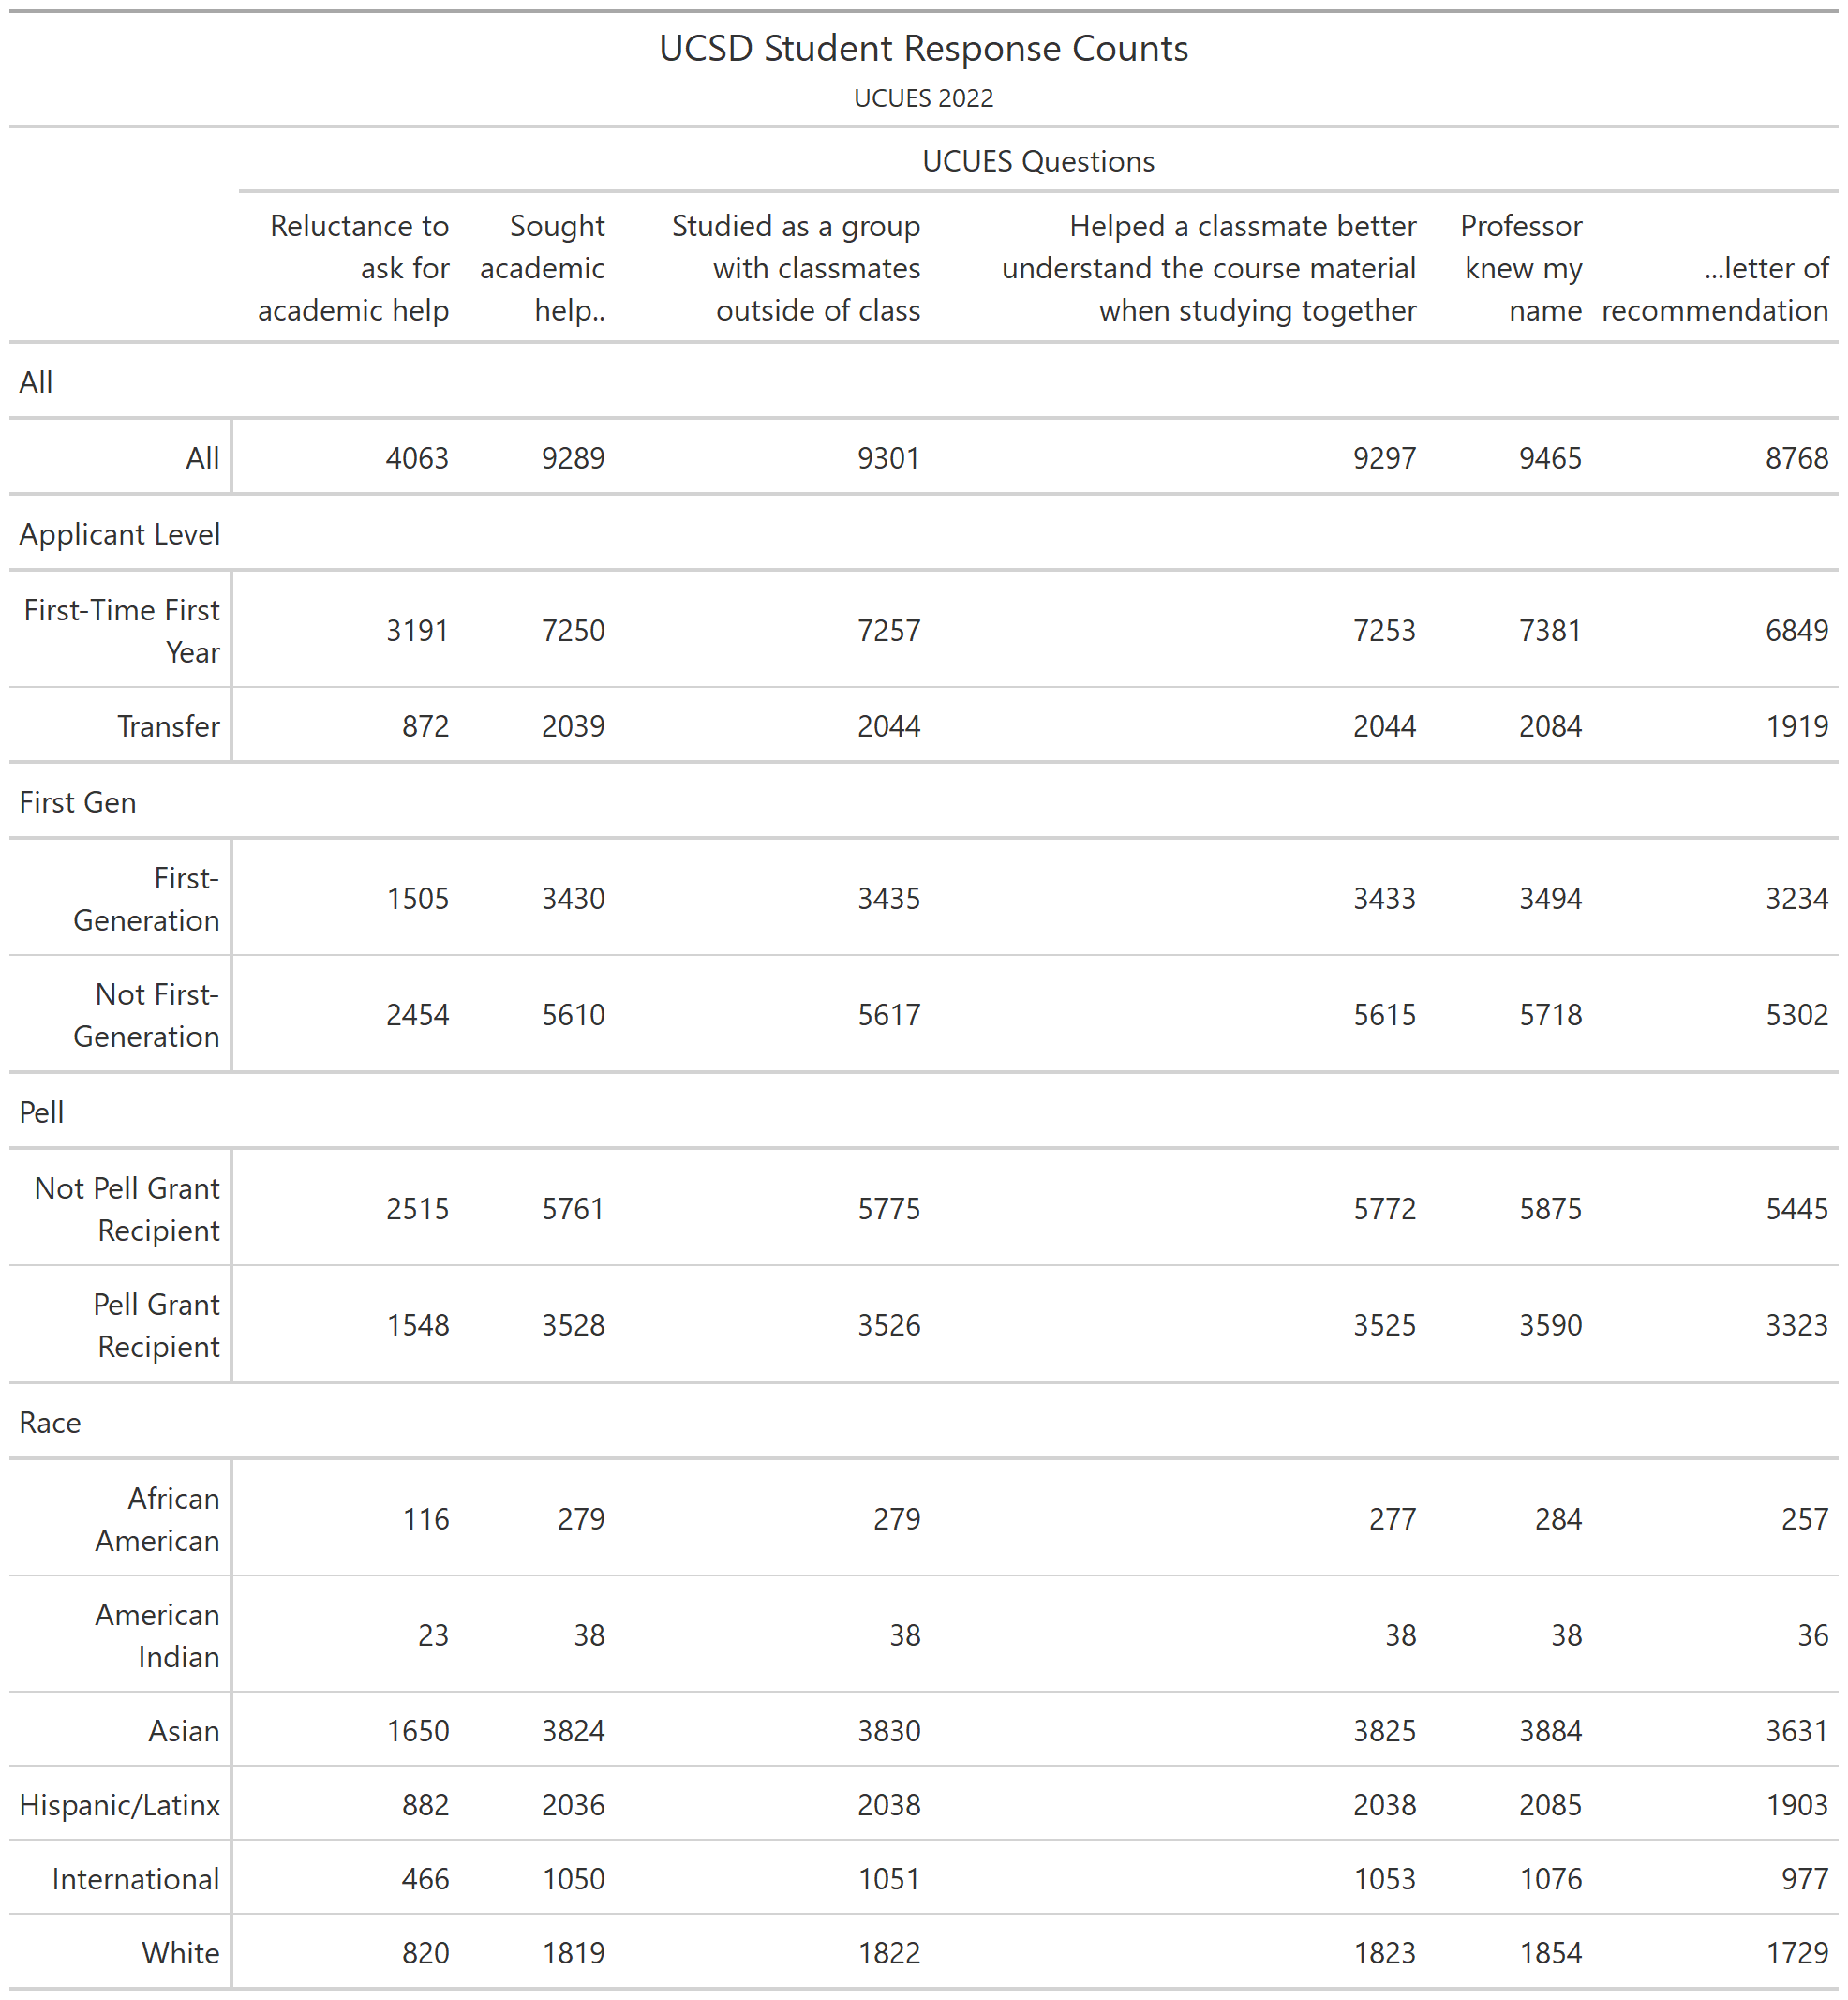 UCSD Student Response Counts
UCUES 2022
UCUES Questions
Reluctance to ask for academic help Sought academic help.. Studied as a group with classmates outside of class Helped a classmate better understand the course material when studying together Professor knew my name ...letter of recommendation
All
All 4063 9289 9301 9297 9465 8768
Applicant Level
First-Time First Year 3191 7250 7257 7253 7381 6849
Transfer 872 2039 2044 2044 2084 1919
First Gen
First-Generation 1505 3430 3435 3433 3494 3234
Not First-Generation 2454 5610 5617 5615 5718 5302
Pell
Not Pell Grant Recipient 2515 5761 5775 5772 5875 5445
Pell Grant Recipient 1548 3528 3526 3525 3590 3323
Race
African American 116 279 279 277 284 257
American Indian 23 38 38 38 38 36
Asian 1650 3824 3830 3825 3884 3631
Hispanic/Latinx 882 2036 2038 2038 2085 1903
International 466 1050 1051 1053 1076 977
White 820 1819 1822 1823 1854 1729